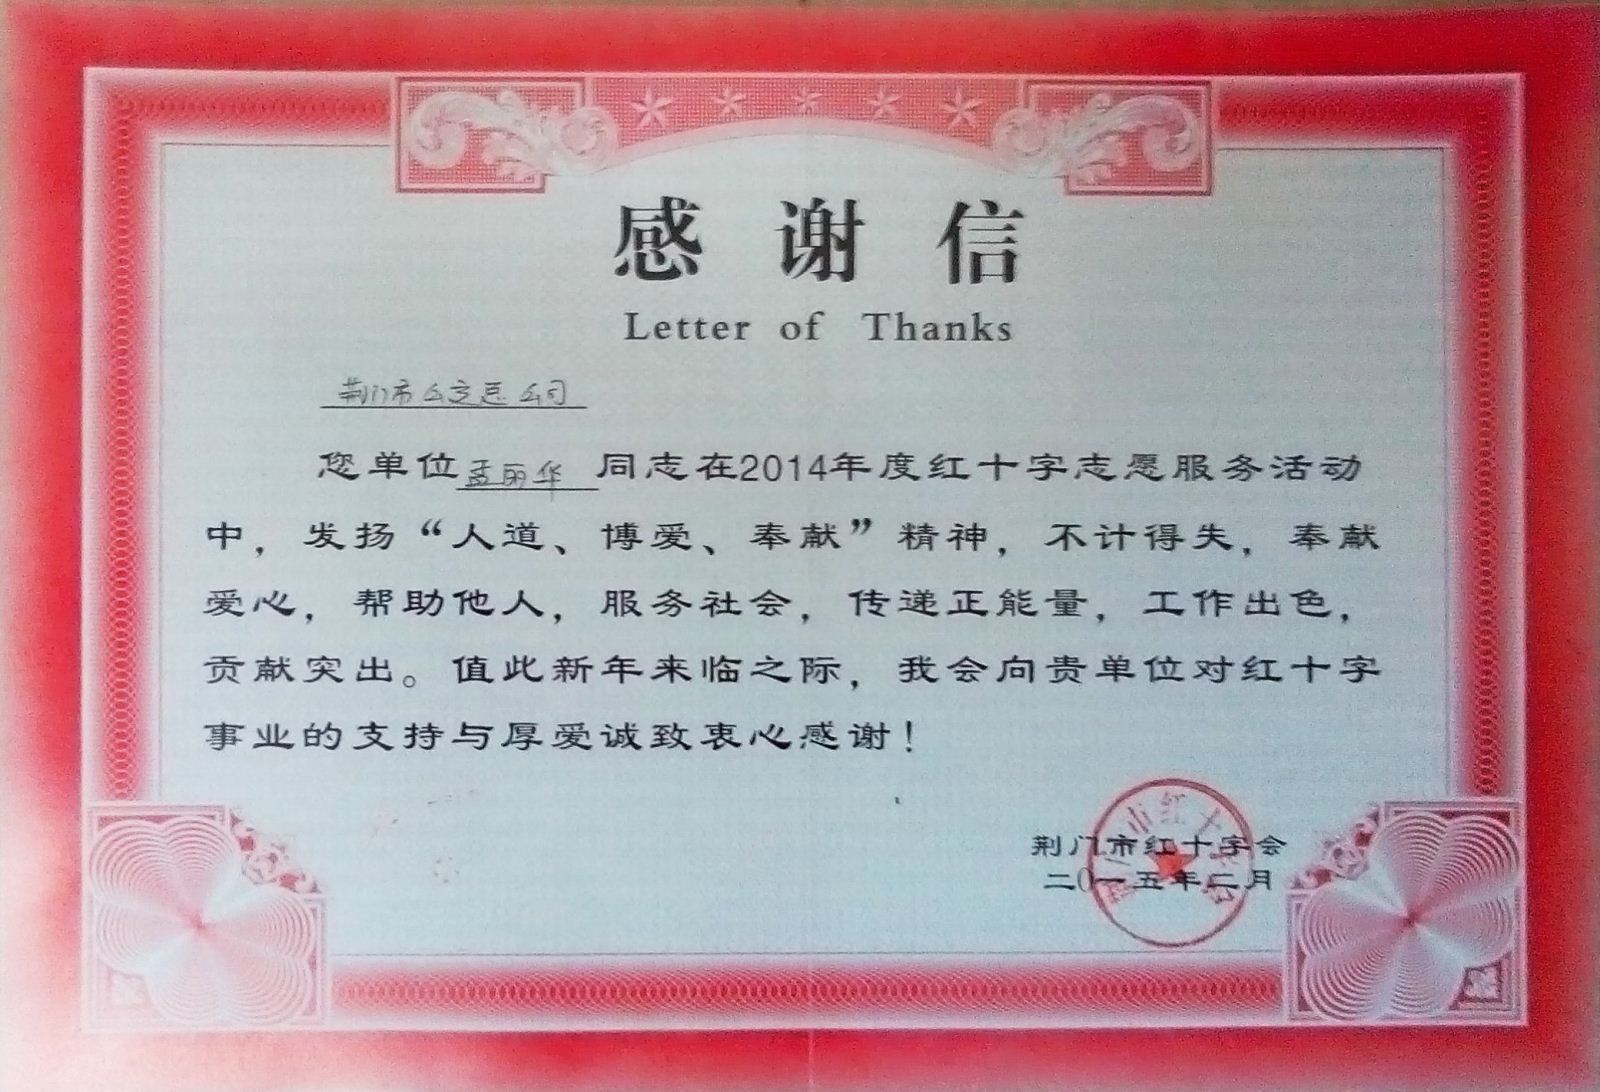 感谢信
Letter of Thanks
荆门市公交总公司
您单位孟丽华同志在2014年度红十字志愿服务活动
中，发扬“人道、博爱、奉献”精神，不计得失，奉献
爱心，帮助他人，服务社会，传递正能量，工作出色，
贡献突出。值此新年来临之际，我会向贵单位对红十字
事业的支持与厚爱诚致衷心感谢！
荆门市红十字会
二〇一五年二月